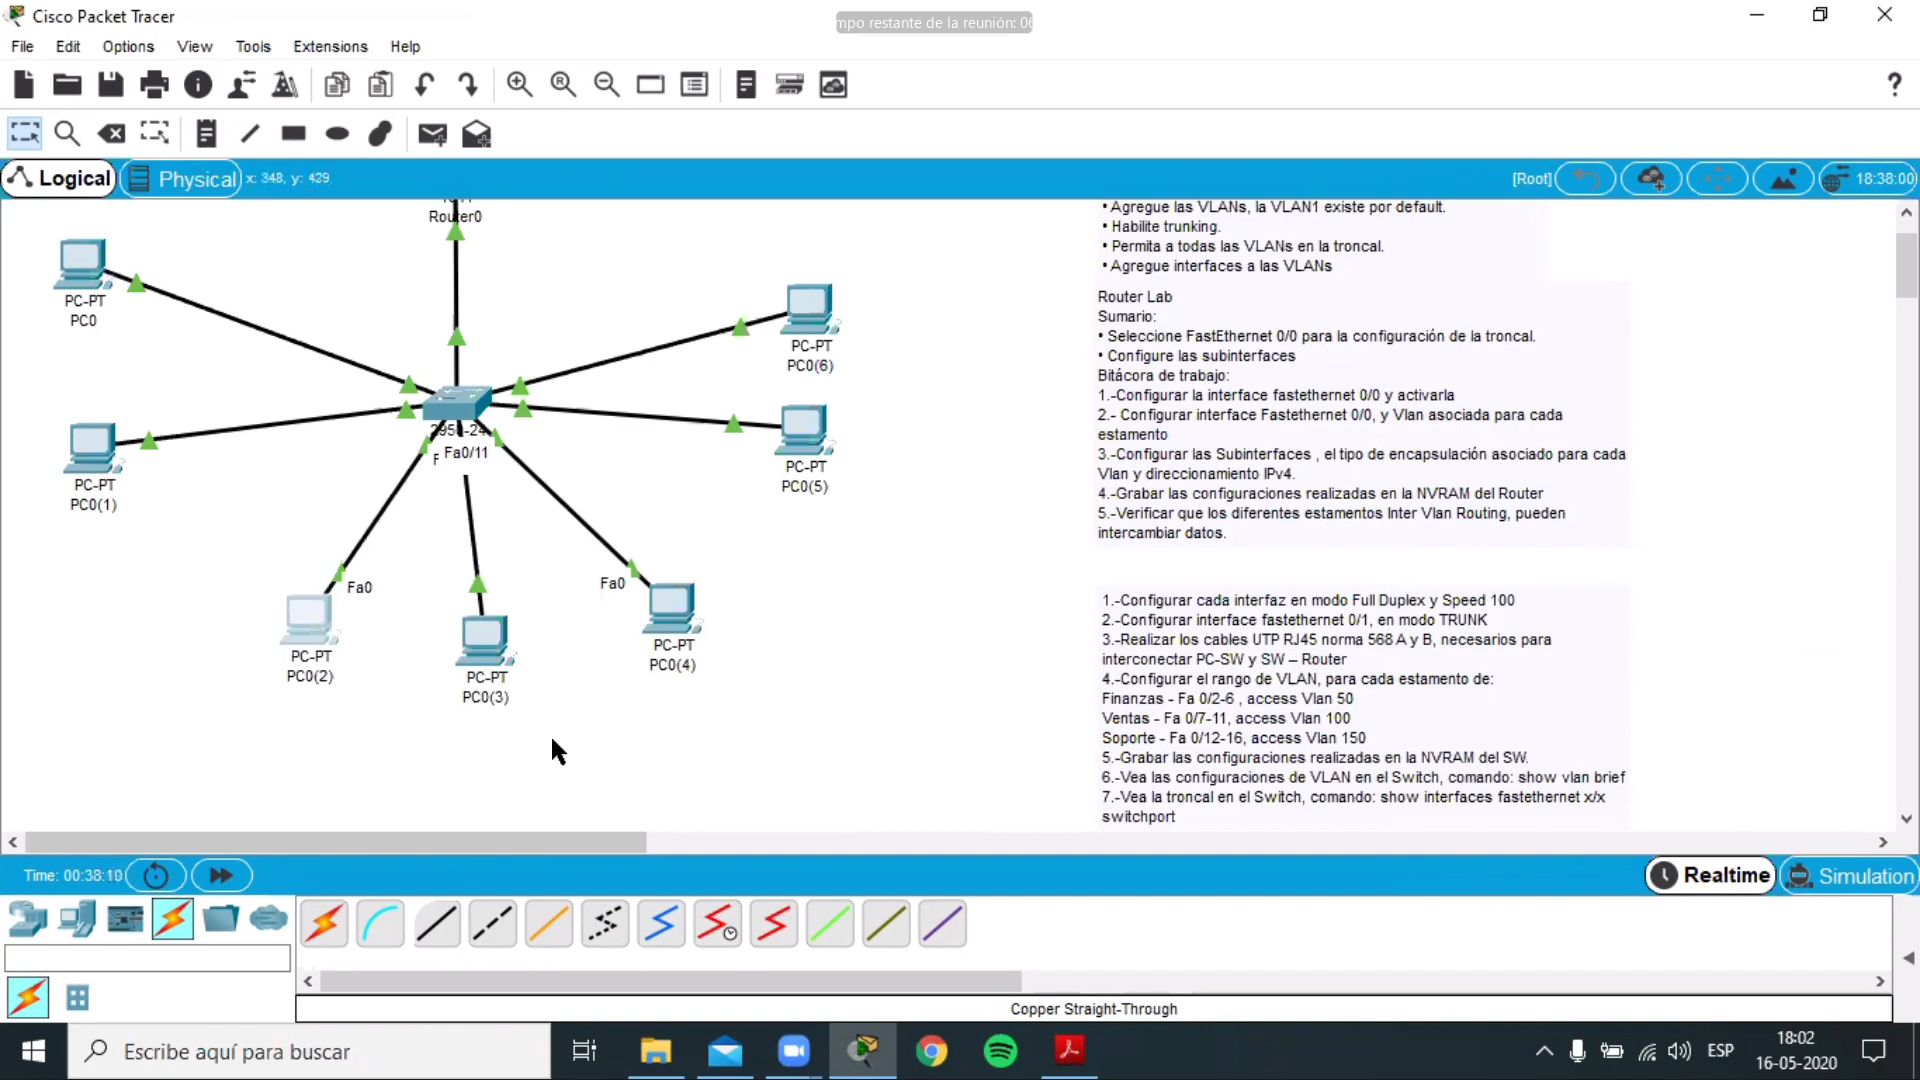 Cisco Packet Tracer
mpo restante de la reunión: 06
File Edit Options View Tools Extensions Help
Logical Physical x: 348, y: 429 [Root] 18:38:00
Router0
PC-PT
PC0
PC-PT
PC0(1)
PC-PT
PC0(6)
PC-PT
PC0(5)
Fa0/11
Fa0
Fa0
PC-PT
PC0(2)
PC-PT
PC0(3)
PC-PT
PC0(4)
• Agregue las VLANs, la VLAN1 existe por default.
• Habilite trunking.
• Permita a todas las VLANs en la troncal.
• Agregue interfaces a las VLANs
Router Lab
Sumario:
• Seleccione FastEthernet 0/0 para la configuración de la troncal.
• Configure las subinterfaces
Bitácora de trabajo:
1.-Configurar la interface fastethernet 0/0 y activarla
2.- Configurar interface Fastethernet 0/0, y Vlan asociada para cada
estamento
3.-Configurar las Subinterfaces , el tipo de encapsulación asociado para cada
Vlan y direccionamiento IPv4.
4.-Grabar las configuraciones realizadas en la NVRAM del Router
5.-Verificar que los diferentes estamentos Inter Vlan Routing, pueden
intercambiar datos.
1.-Configurar cada interfaz en modo Full Duplex y Speed 100
2.-Configurar interface fastethernet 0/1, en modo TRUNK
3.-Realizar los cables UTP RJ45 norma 568 A y B, necesarios para
interconectar PC-SW y SW – Router
4.-Configurar el rango de VLAN, para cada estamento de:
Finanzas - Fa 0/2-6 , access Vlan 50
Ventas - Fa 0/7-11, access Vlan 100
Soporte - Fa 0/12-16, access Vlan 150
5.-Grabar las configuraciones realizadas en la NVRAM del SW.
6.-Vea las configuraciones de VLAN en el Switch, comando: show vlan brief
7.-Vea la troncal en el Switch, comando: show interfaces fastethernet x/x
switchport
Time: 00:38:10 Realtime Simulation
Copper Straight-Through
Escribe aquí para buscar
ESP
18:02
16-05-2020